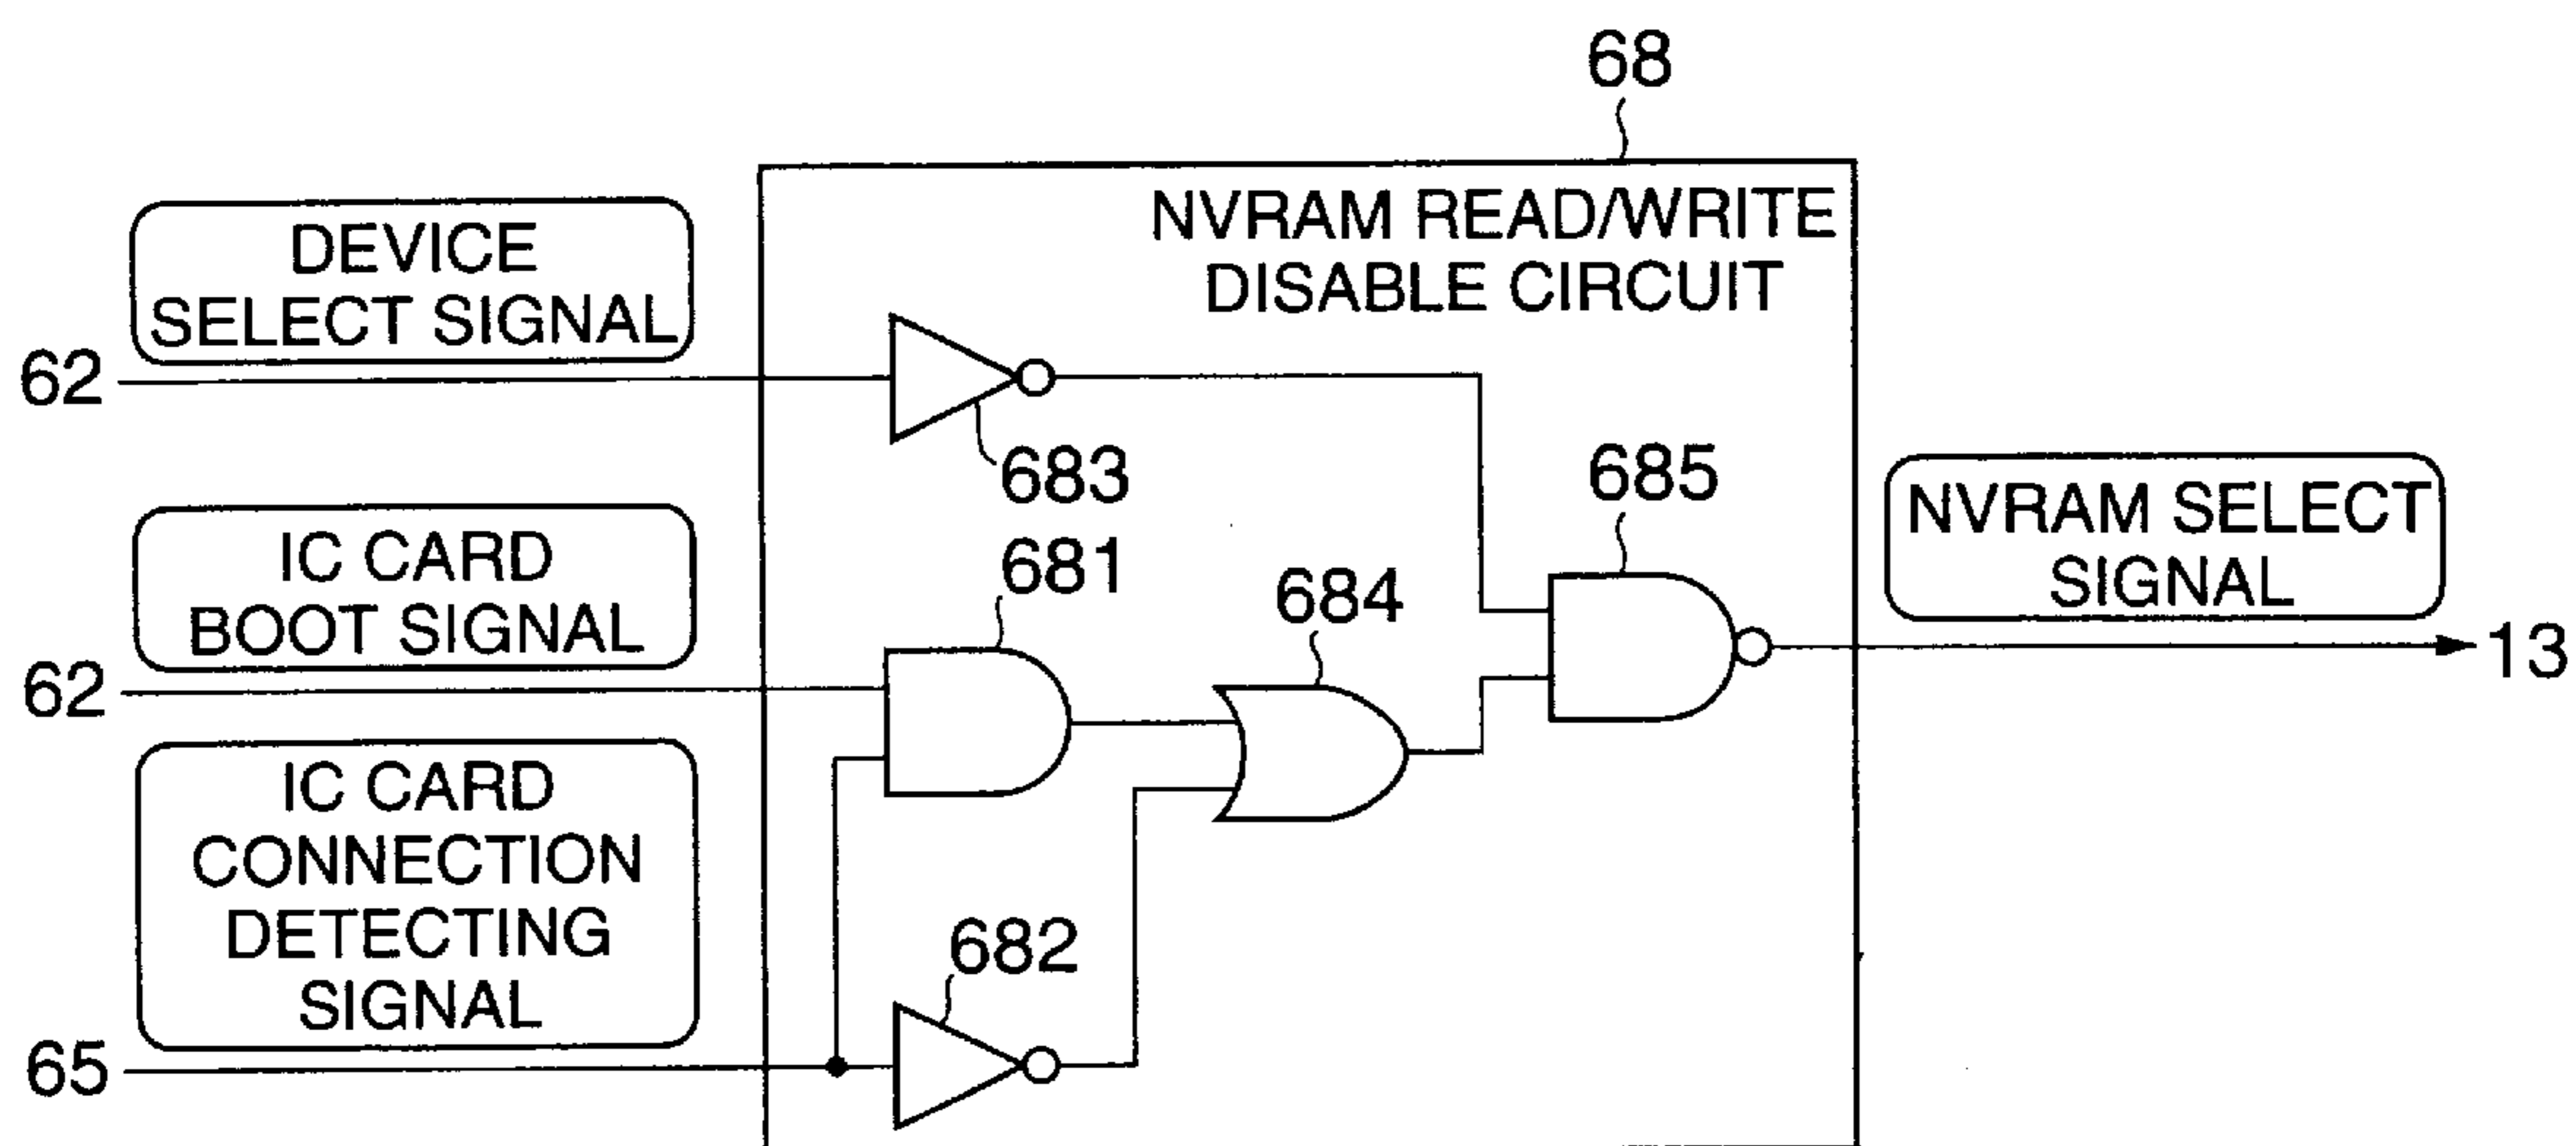 68
NVRAM READ/WRITE
DISABLE CIRCUIT
DEVICE
SELECT SIGNAL
62
683
IC CARD
BOOT SIGNAL
62
681
684
685
NVRAM SELECT
SIGNAL
13
IC CARD
CONNECTION
DETECTING
SIGNAL
65
682